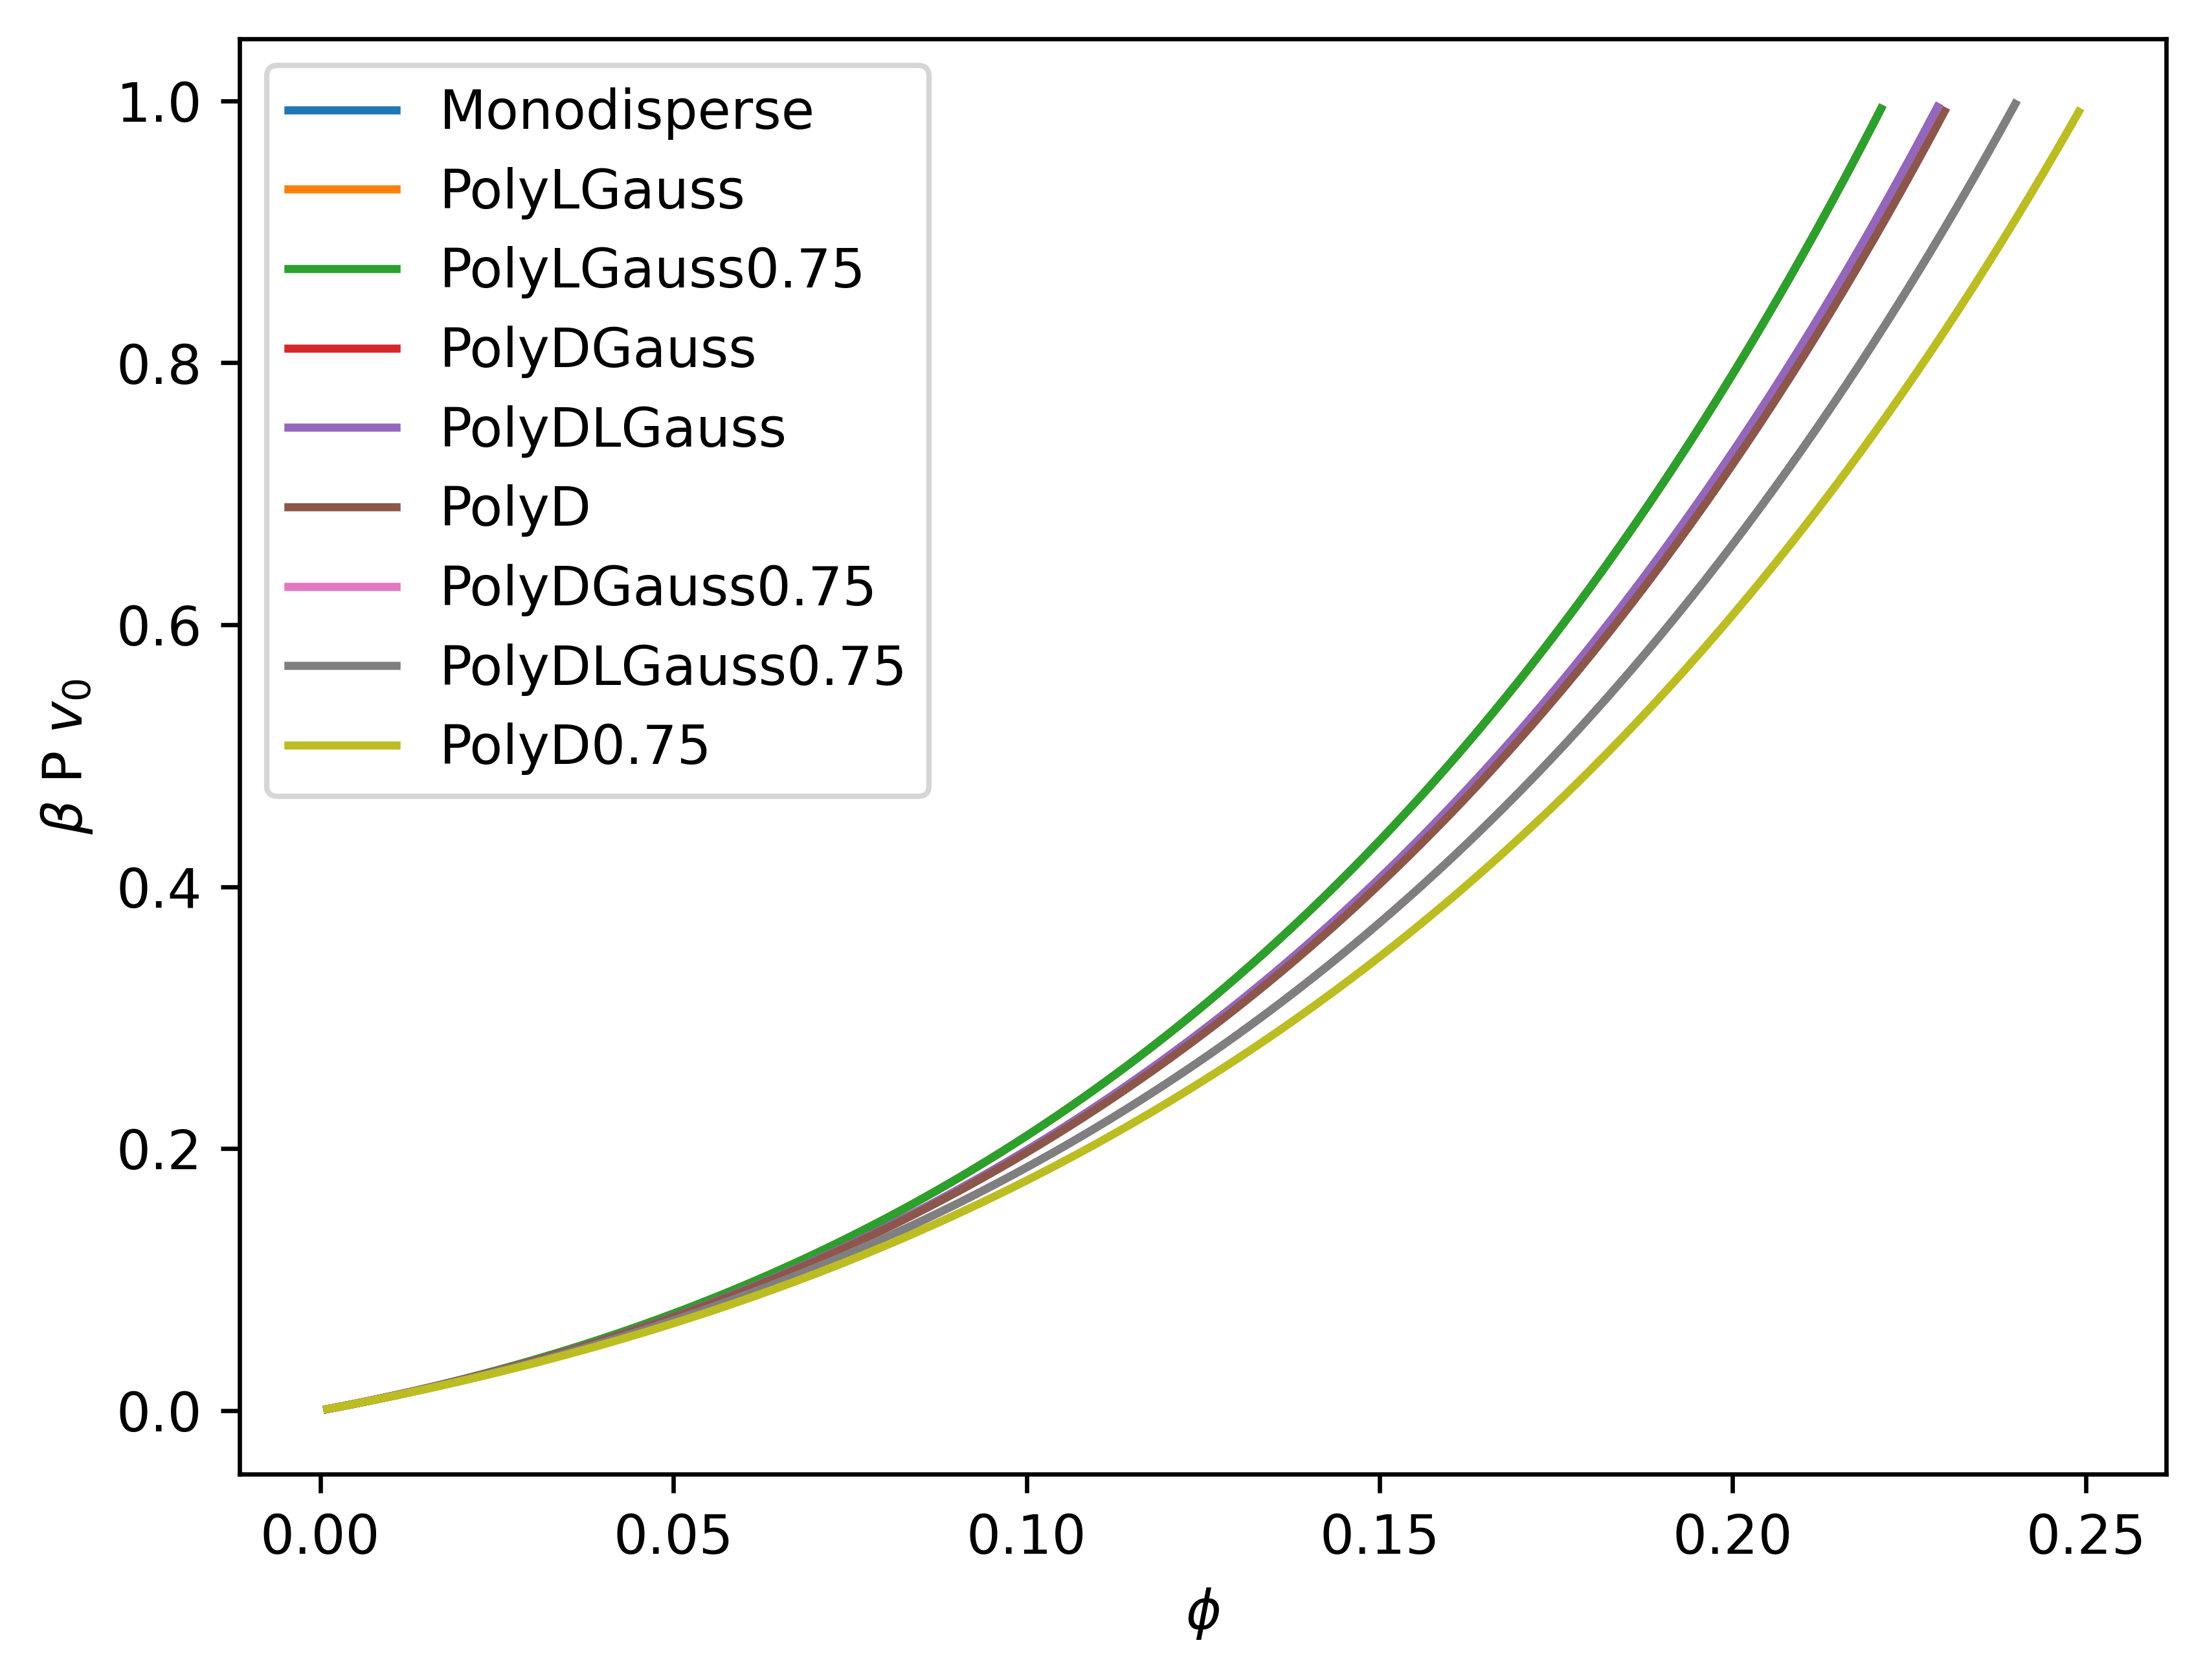 1.0
0.8
0.6
0.4
0.2
0.0
β P v₀
Monodisperse
PolyLGauss
PolyLGauss0.75
PolyDGauss
PolyDLGauss
PolyD
PolyDGauss0.75
PolyDLGauss0.75
PolyD0.75
0.00 0.05 0.10 0.15 0.20 0.25
ϕ